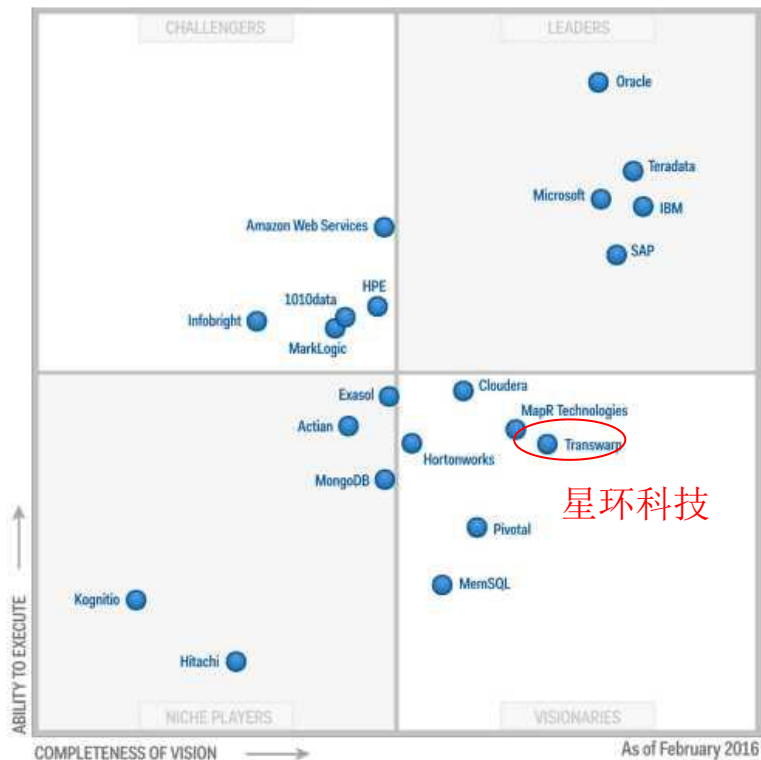 CHALLENGERS
LEADERS
Oracle
Teradata
Microsoft
IBM
Amazon Web Services
SAP
HPE
1010data
Infobright
MarkLogic
Exasol
Cloudera
MapR Technologies
Actian
Transwarp
Hortonworks
MongoDB
星环科技
Pivotal
MemSQL
Kognitio
Hitachi
ABILITY TO EXECUTE
NICHE PLAYERS
VISIONARIES
COMPLETENESS OF VISION
As of February 2016